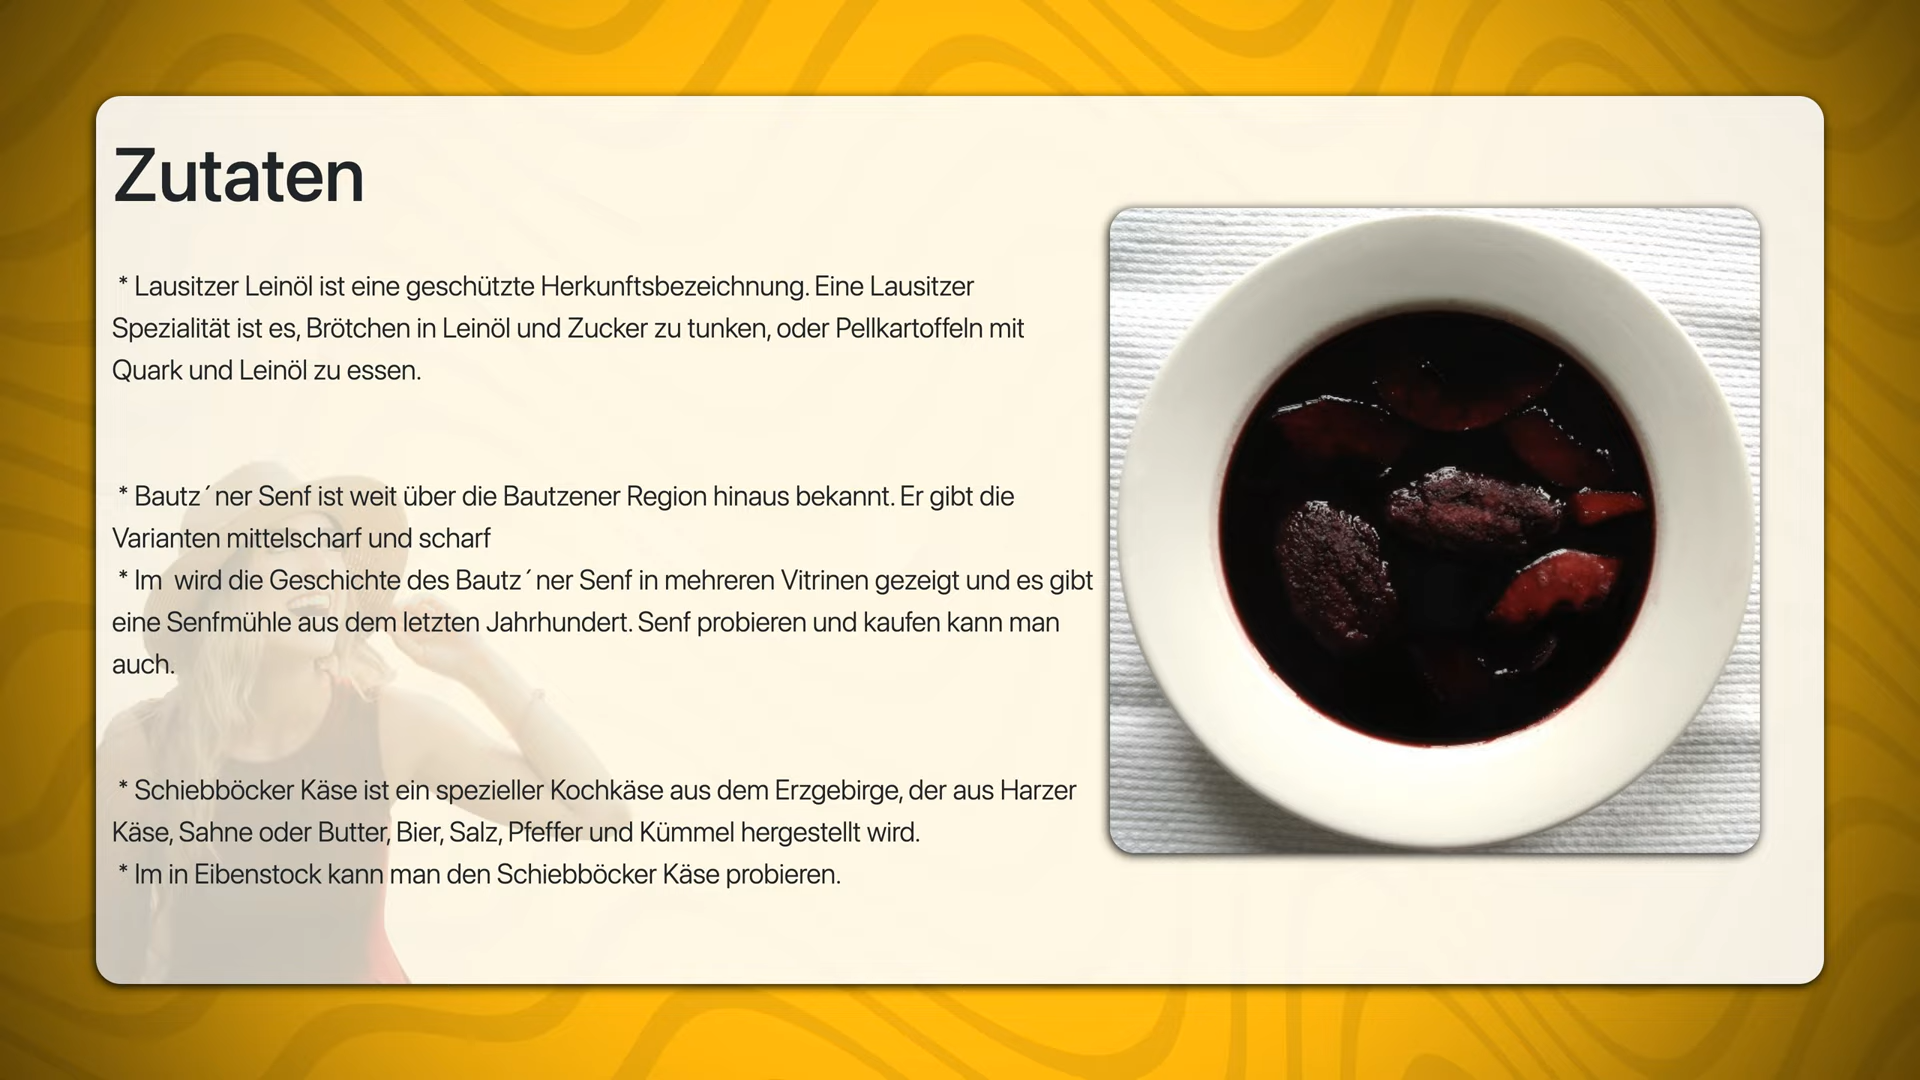 Zutaten
* Lausitzer Leinöl ist eine geschützte Herkunftsbezeichnung. Eine Lausitzer
Spezialität ist es, Brötchen in Leinöl und Zucker zu tunken, oder Pellkartoffeln mit
Quark und Leinöl zu essen.
* Bautz´ner Senf ist weit über die Bautzener Region hinaus bekannt. Er gibt die
Varianten mittelscharf und scharf
* Im  wird die Geschichte des Bautz´ner Senf in mehreren Vitrinen gezeigt und es gibt
eine Senfmühle aus dem letzten Jahrhundert. Senf probieren und kaufen kann man
auch.
* Schiebböcker Käse ist ein spezieller Kochkäse aus dem Erzgebirge, der aus Harzer
Käse, Sahne oder Butter, Bier, Salz, Pfeffer und Kümmel hergestellt wird.
* Im in Eibenstock kann man den Schiebböcker Käse probieren.